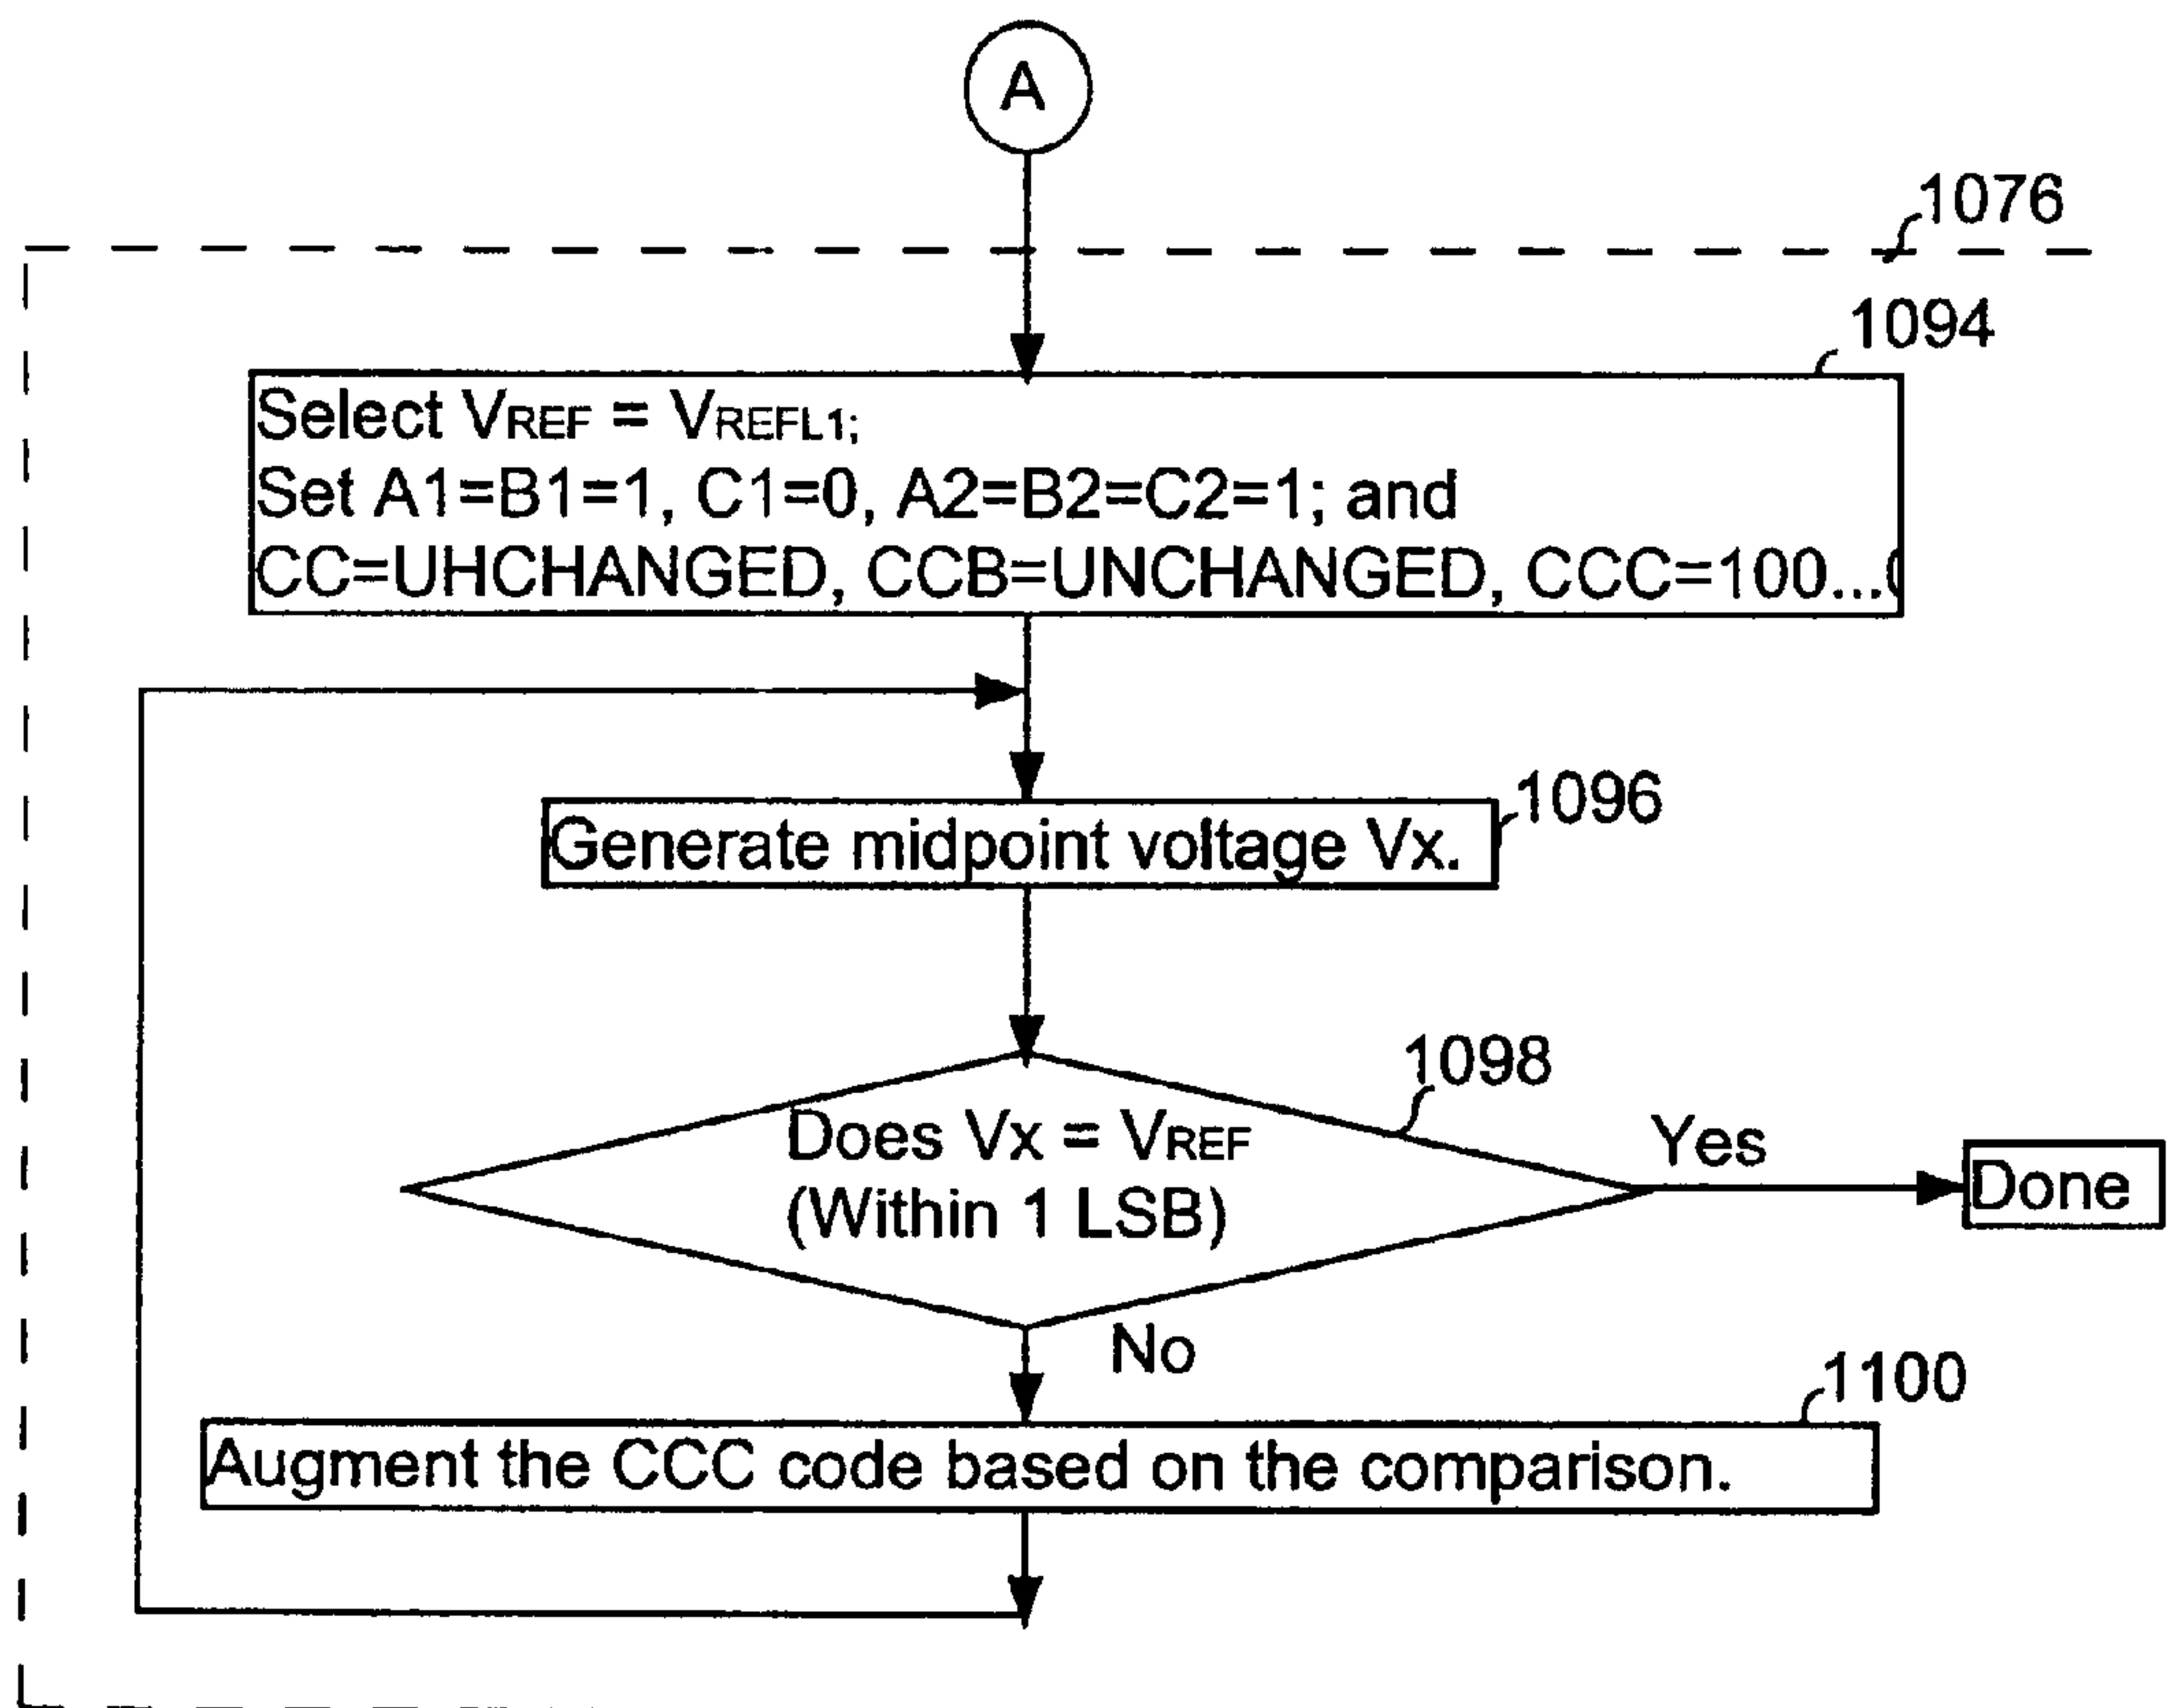 A
1076
1094
Select VREF = VREFL1;
Set A1=B1=1, C1=0, A2=B2=C2=1; and
CC=UHCHANGED, CCB=UNCHANGED, CCC=100...0
1096
Generate midpoint voltage Vx.
1098
Does Vx = VREF
(Within 1 LSB)
Yes
Done
No
1100
Augment the CCC code based on the comparison.